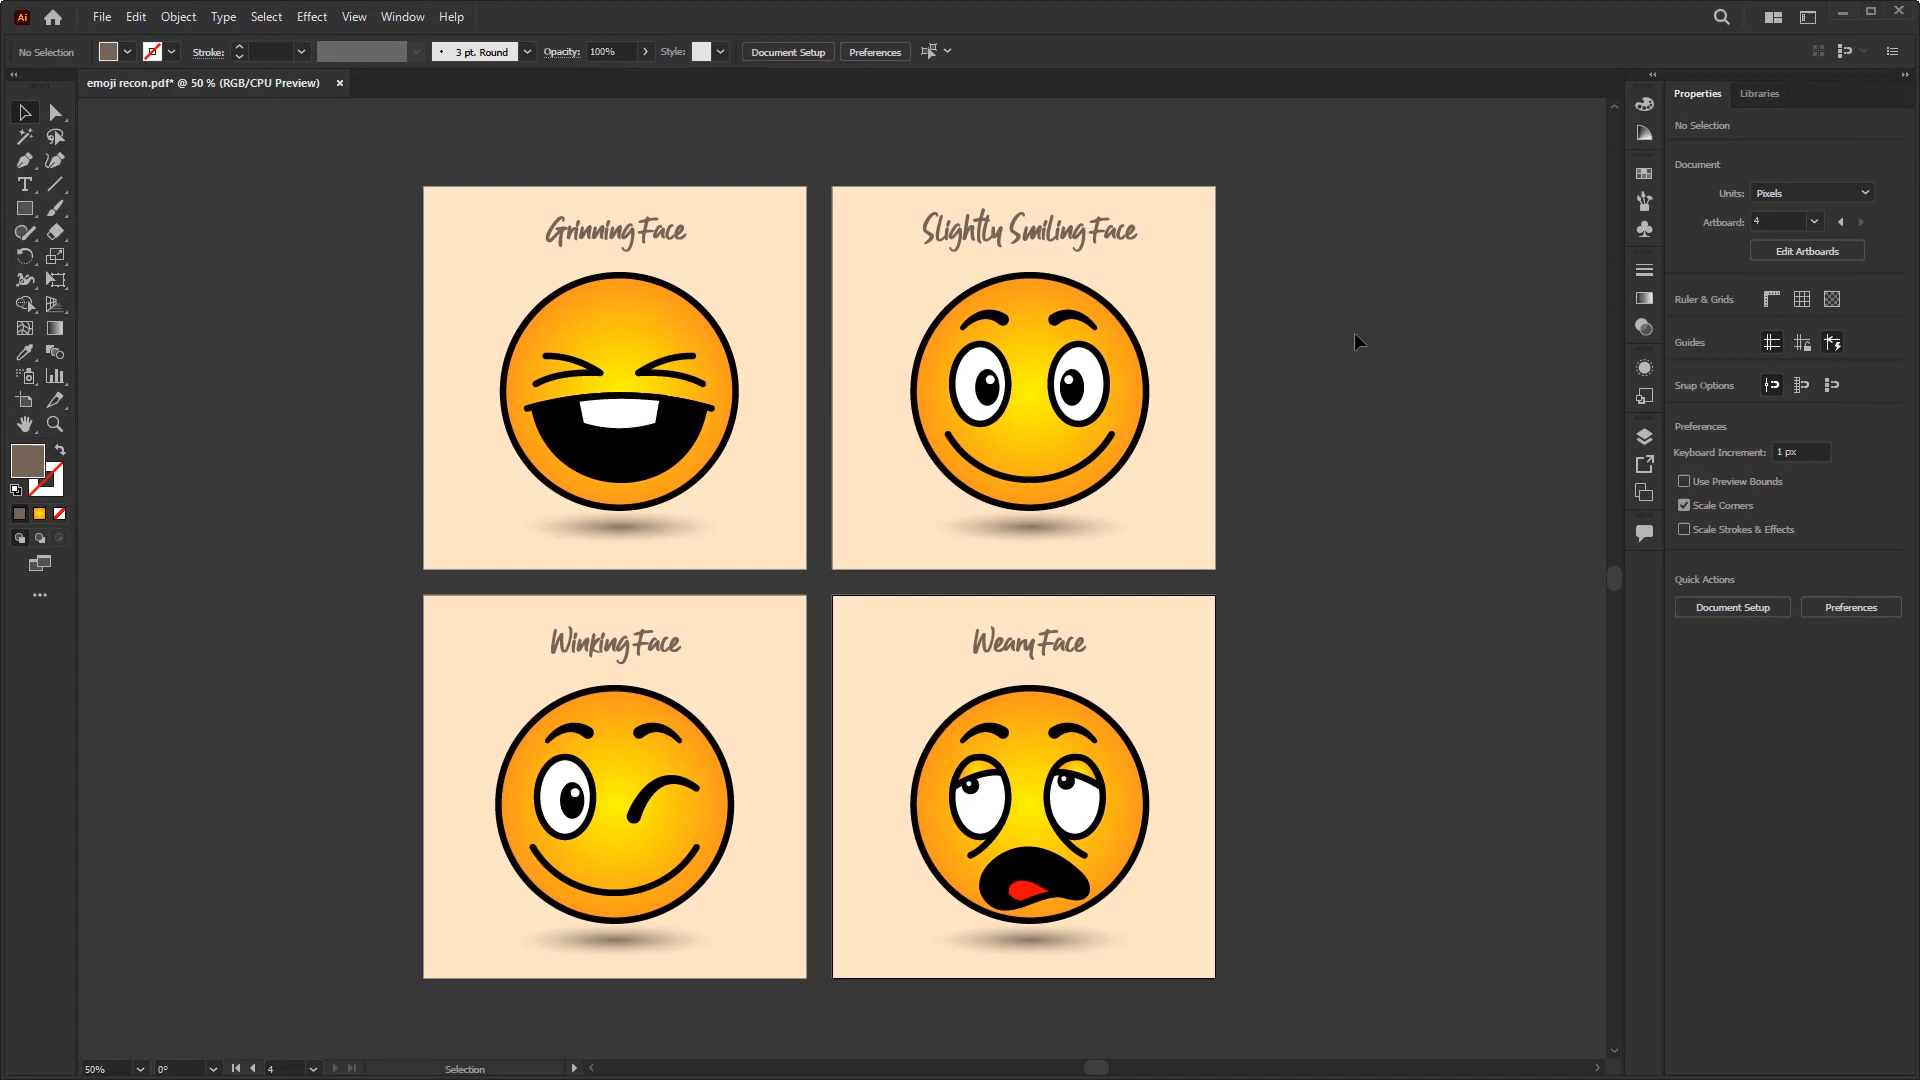 Ai File Edit Object Type Select Effect View Window Help
No Selection Stroke: 3 pt. Round Opacity: 100% Style: Document Setup Preferences
emoji recon.pdf* @ 50 % (RGB/CPU Preview)
Properties Libraries
No Selection
Document
Units: Pixels
Artboard: 4
Edit Artboards
Ruler & Grids
Guides
Snap Options
Preferences
Keyboard Increment: 1 px
Use Preview Bounds
Scale Corners
Scale Strokes & Effects
Quick Actions
Document Setup Preferences
Grinning Face
Slightly Smiling Face
Winking Face
Weary Face
50% 0° 4 Selection